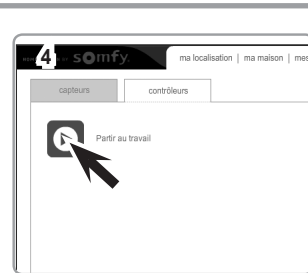 4 somfy.
ma localisation | ma maison | mes
capteurs contrôleurs
Partir au travail